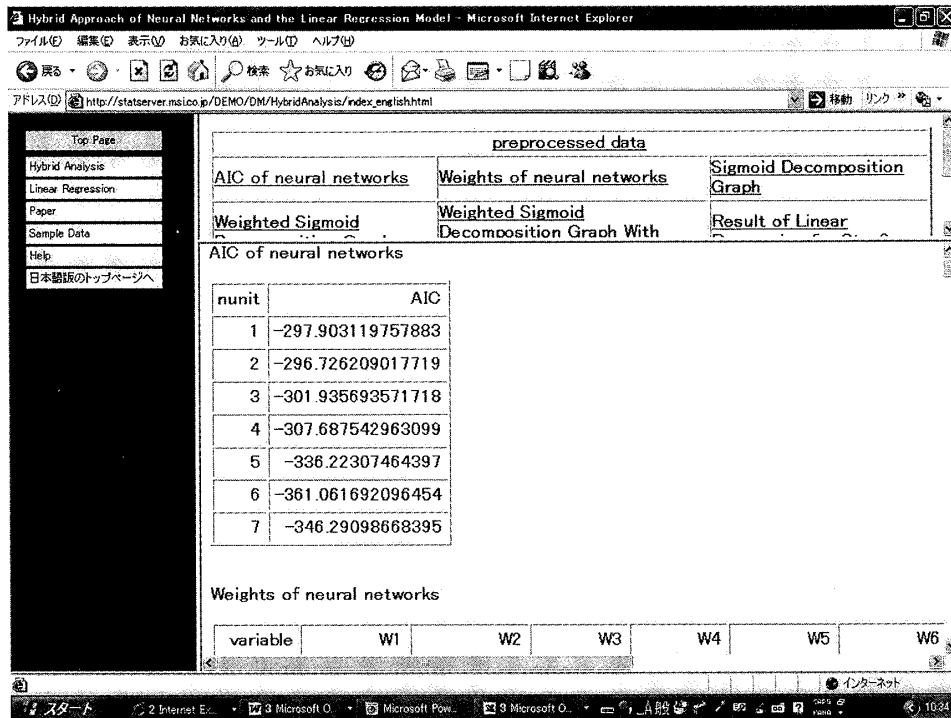 Hybrid Approach of Neural Networks and the Linear Regression Model - Microsoft Internet Explorer
ファイル(F) 編集(E) 表示(V) お気に入り(A) ツール(T) ヘルプ(H)
戻る 検索 お気に入り
アドレス(D) http://statserver.msi.co.jp/DEMO/DM/HybridAnalysis/index_english.html 移動 リンク »
Top Page
Hybrid Analysis
Linear Regression
Paper
Sample Data
Help
日本語版のトップページへ
preprocessed data
AIC of neural networks Weights of neural networks Sigmoid Decomposition Graph
Weighted Sigmoid Weighted Sigmoid Decomposition Graph With Result of Linear
AIC of neural networks
nunit AIC
1 -297.903119757883
2 -296.726209017719
3 -301.935693571718
4 -307.687542963099
5 -336.22307464397
6 -361.061692096454
7 -346.29098668395
Weights of neural networks
variable W1 W2 W3 W4 W5 W6
インターネット
スタート 2 Internet Ex... 3 Microsoft O... Microsoft Pow... 3 Microsoft O... A般 CAPS KANA